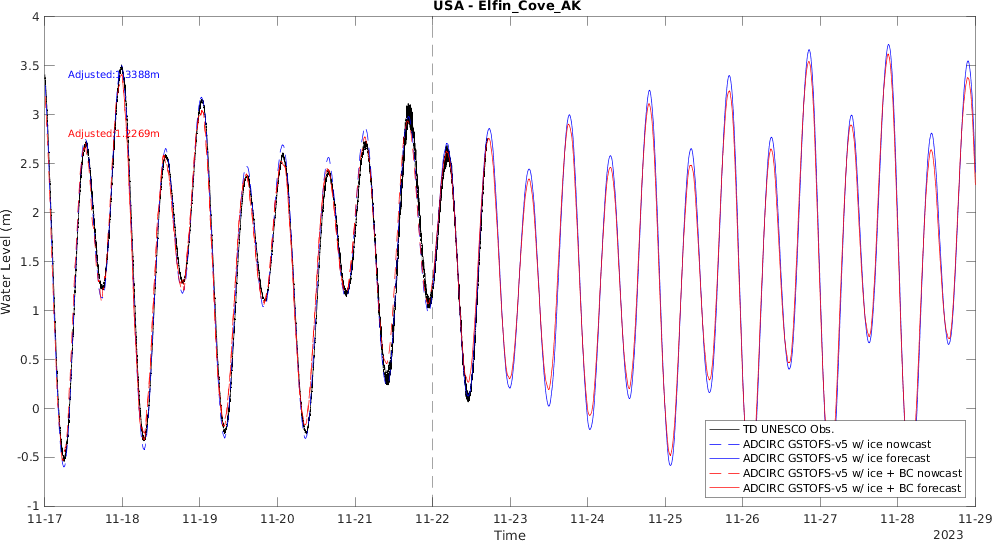 USA - Elfin_Cove_AK
4
3.5
3
2.5
2
1.5
1
0.5
0
-0.5
-1
Water Level (m)
Adjusted:1.3388m
Adjusted:1.2269m
TD UNESCO Obs.
ADCIRC GSTOFS-v5 w/ ice nowcast
ADCIRC GSTOFS-v5 w/ ice forecast
ADCIRC GSTOFS-v5 w/ ice + BC nowcast
ADCIRC GSTOFS-v5 w/ ice + BC forecast
11-17 11-18 11-19 11-20 11-21 11-22 11-23 11-24 11-25 11-26 11-27 11-28 11-29
Time
2023